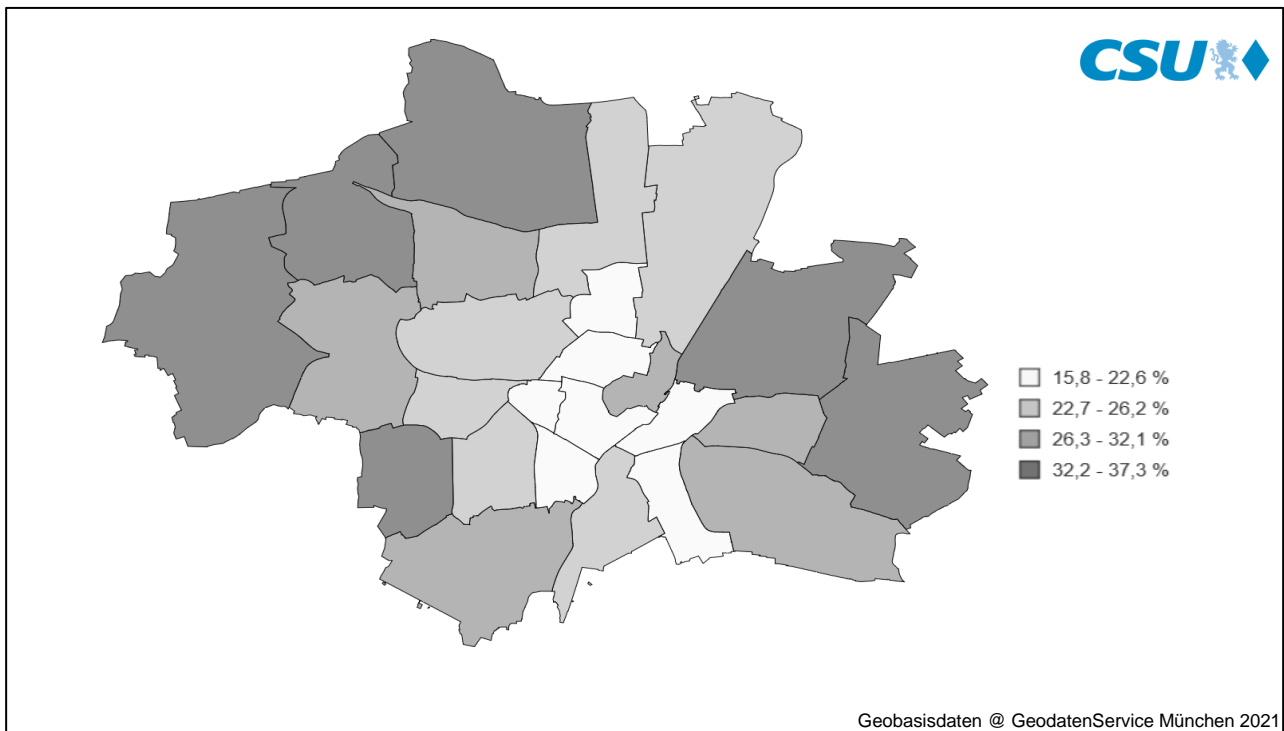 CSU
15,8 - 22,6 %
22,7 - 26,2 %
26,3 - 32,1 %
32,2 - 37,3 %
Geobasisdaten @ GeodatenService München 2021